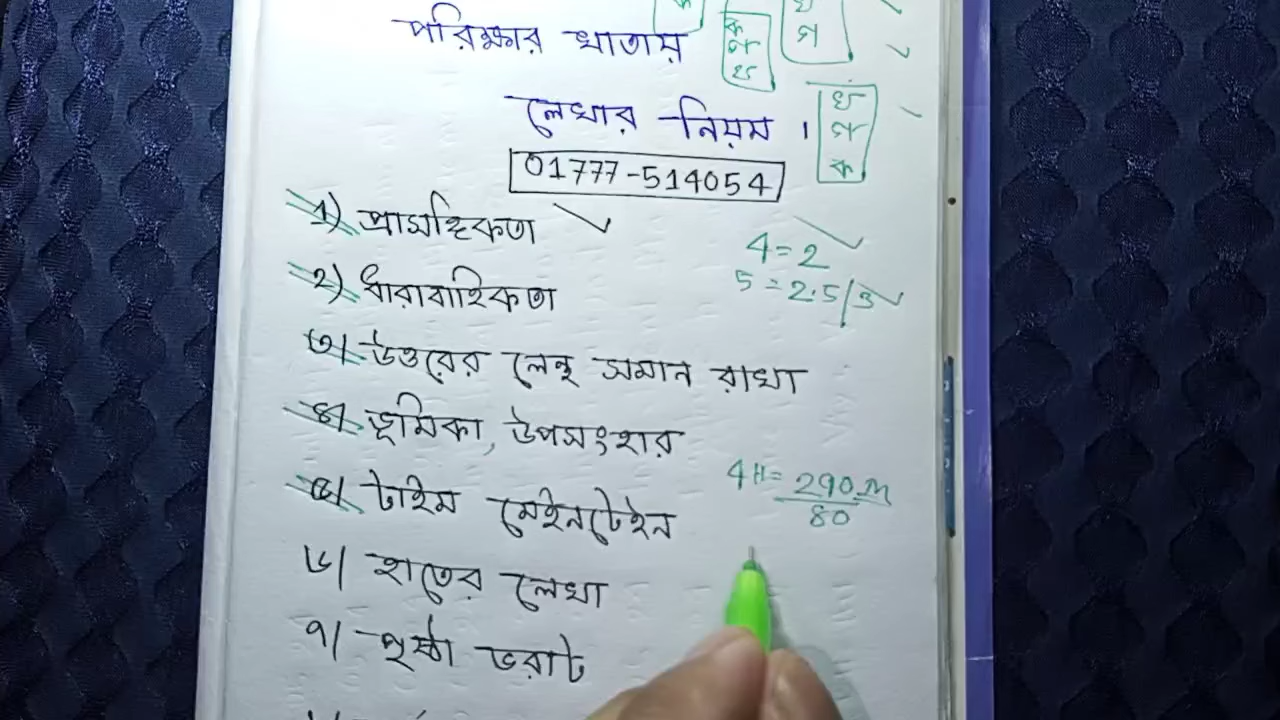 ক
ক
গ
খ
গ
পরিক্ষার খাতায়
লেখার নিয়ম ।
খ
গ
ক
01777-514054
১) প্রাসঙ্গিকতা
4=2
২) ধারাবাহিকতা
5=2.5/3
৩। উত্তরের লেন্থ সমান রাখা
৪। ভূমিকা, উপসংহার
4H= 290.m
80
৫। টাইম মেইনটেইন
৬। হাতের লেখা
৭। পৃষ্ঠা ভরাট